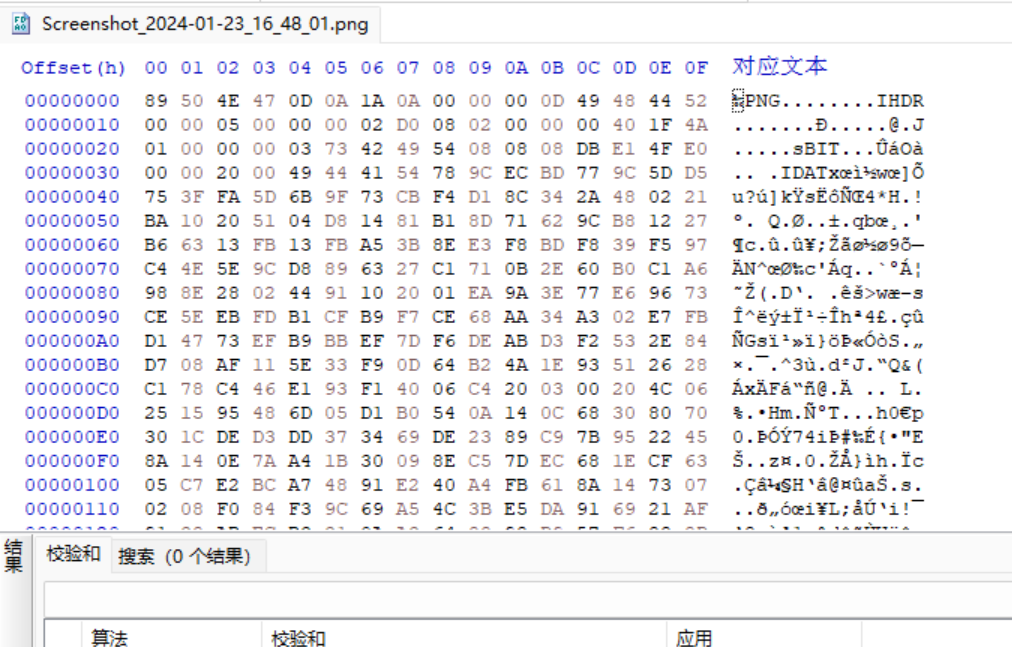 Screenshot_2024-01-23_16_48_01.png
Offset(h) 00 01 02 03 04 05 06 07 08 09 0A 0B 0C 0D 0E 0F 对应文本
00000000 89 50 4E 47 0D 0A 1A 0A 00 00 00 0D 49 48 44 52 ‰PNG........IHDR
00000010 00 00 05 00 00 00 02 D0 08 02 00 00 00 40 1F 4A .......Ð.....@.J
00000020 01 00 00 00 03 73 42 49 54 08 08 08 DB E1 4F E0 .....sBIT...ÛáOà
00000030 00 00 20 00 49 44 41 54 78 9C EC BD 77 9C 5D D5 .. .IDATxœì½wœ]Õ
00000040 75 3F FA 5D 6B 9F 73 CB F4 D1 8C 34 2A 48 02 21 u?ú]kŸsËôÑŒ4*H.!
00000050 BA 10 20 51 04 D8 14 81 B1 8D 71 62 9C B8 12 27 º. Q.Ø..±.qbœ¸.'
00000060 B6 63 13 FB 13 FB A5 3B 8E E3 F8 BD F8 39 F5 97 ¶c.û.û¥;Žãø½ø9õ—
00000070 C4 4E 5E 9C D8 89 63 27 C1 71 0B 2E 60 B0 C1 A6 ÄN^œØ‰c'Áq..`°Á¦
00000080 98 8E 28 02 44 91 10 20 01 EA 9A 3E 77 E6 96 73 ˜Ž(.D‘. .êš>wæ–s
00000090 CE 5E EB FD B1 CF B9 F7 CE 68 AA 34 A3 02 E7 FB Î^ëý±Ï¹÷Îhª4£.çû
000000A0 D1 47 73 EF B9 BB EF 7D F6 DE AB D3 F2 53 2E 84 ÑGsï¹»ï}öÞ«ÓòS.„
000000B0 D7 08 AF 11 5E 33 F9 0D 64 B2 4A 1E 93 51 26 28 ×.¯.^3ù.d²J.“Q&(
000000C0 C1 78 C4 46 E1 93 F1 40 06 C4 20 03 00 20 4C 06 ÁxÄFá“ñ@.Ä .. L.
000000D0 25 15 95 48 6D 05 D1 B0 54 0A 14 0C 68 30 80 70 %.•Hm.Ñ°T...h0€p
000000E0 30 1C DE D3 DD 37 34 69 DE 23 89 C9 7B 95 22 45 0.ÞÓÝ74iÞ#‰É{•"E
000000F0 8A 14 0E 7A A4 1B 30 09 8E C5 7D EC 68 1E CF 63 Š..z¤.0.ŽÅ}ìh.Ïc
00000100 05 C7 E2 BC A7 48 91 E2 40 A4 FB 61 8A 14 73 07 .Çâ¼§H‘â@¤ûaŠ.s.
00000110 02 08 F0 84 F3 9C 69 A5 4C 3B E5 DA 91 69 21 AF ..ð„óœi¥L;åÚ‘i!¯
结果
校验和 搜索（0 个结果）
算法 校验和 应用